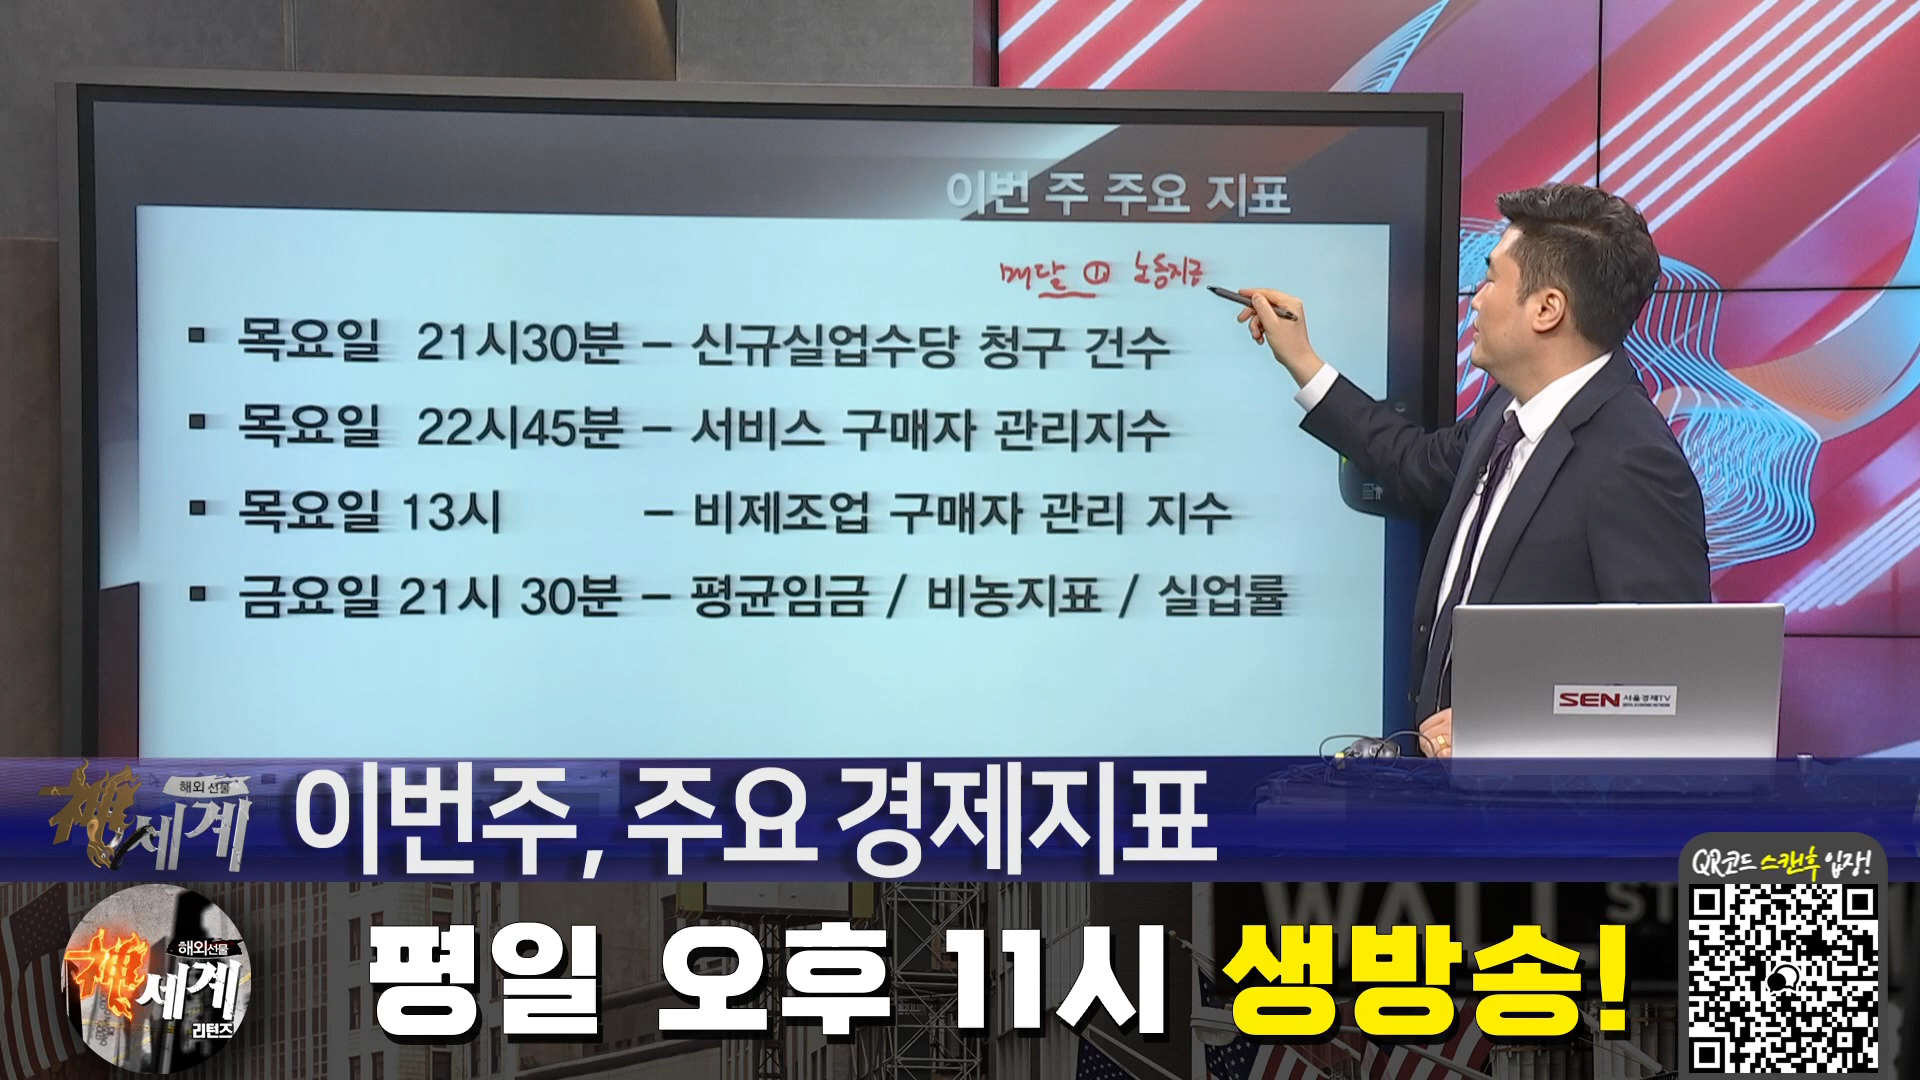 이번 주 주요 지표
매달 ①
▪ 목요일 21시30분 – 신규실업수당 청구 건수
▪ 목요일 22시45분 – 서비스 구매자 관리지수
▪ 목요일 13시 – 비제조업 구매자 관리 지수
▪ 금요일 21시 30분 – 평균임금 / 비농지표 / 실업률
SEN 서울경제TV
SEOUL ECONOMIC NETWORK
해외선물
神세계
이번주, 주요 경제지표
QR코드 스캔후 입장!
WALL ST
해외선물
神세계
리턴즈
평일 오후 11시 생방송!